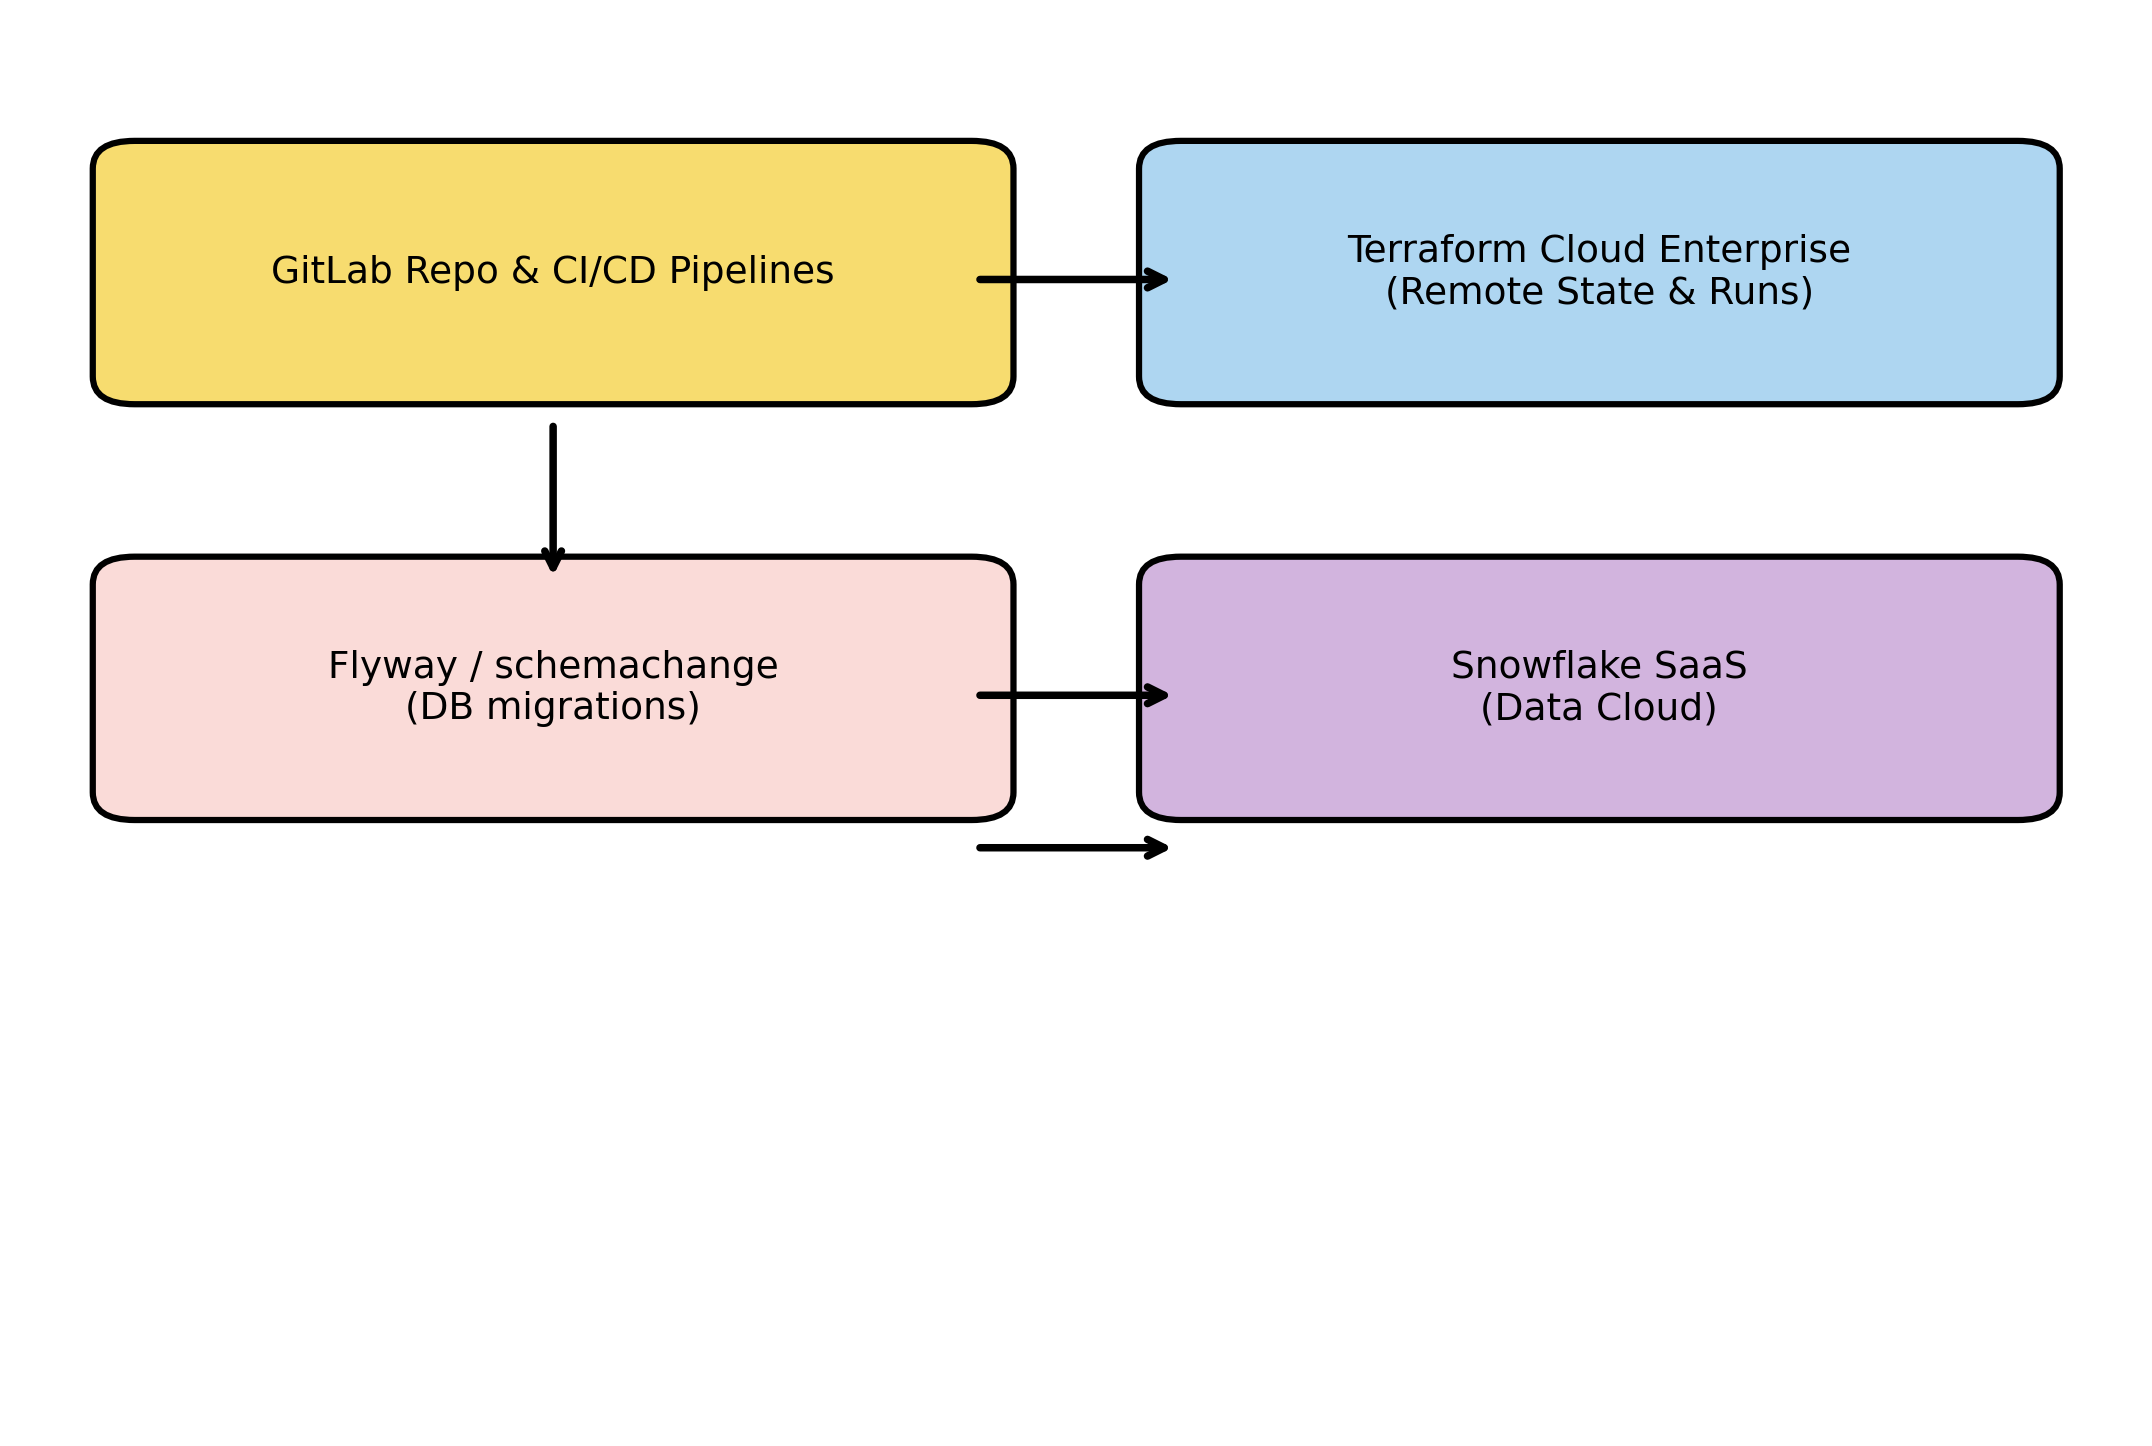 GitLab Repo & CI/CD Pipelines
Terraform Cloud Enterprise
(Remote State & Runs)
Flyway / schemachange
(DB migrations)
Snowflake SaaS
(Data Cloud)